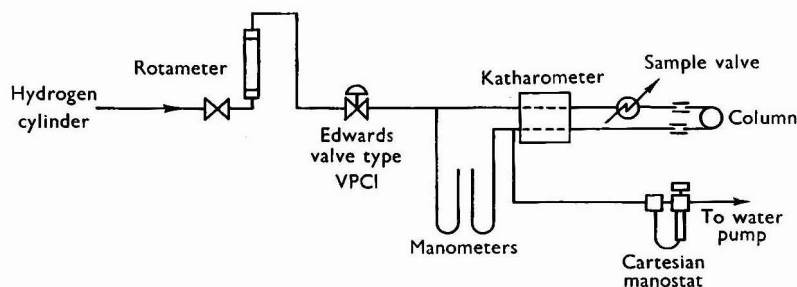 Rotameter
Hydrogen
cylinder
Edwards
valve type
VPCI
Manometers
Katharometer
Sample valve
Column
To water
pump
Cartesian
manostat